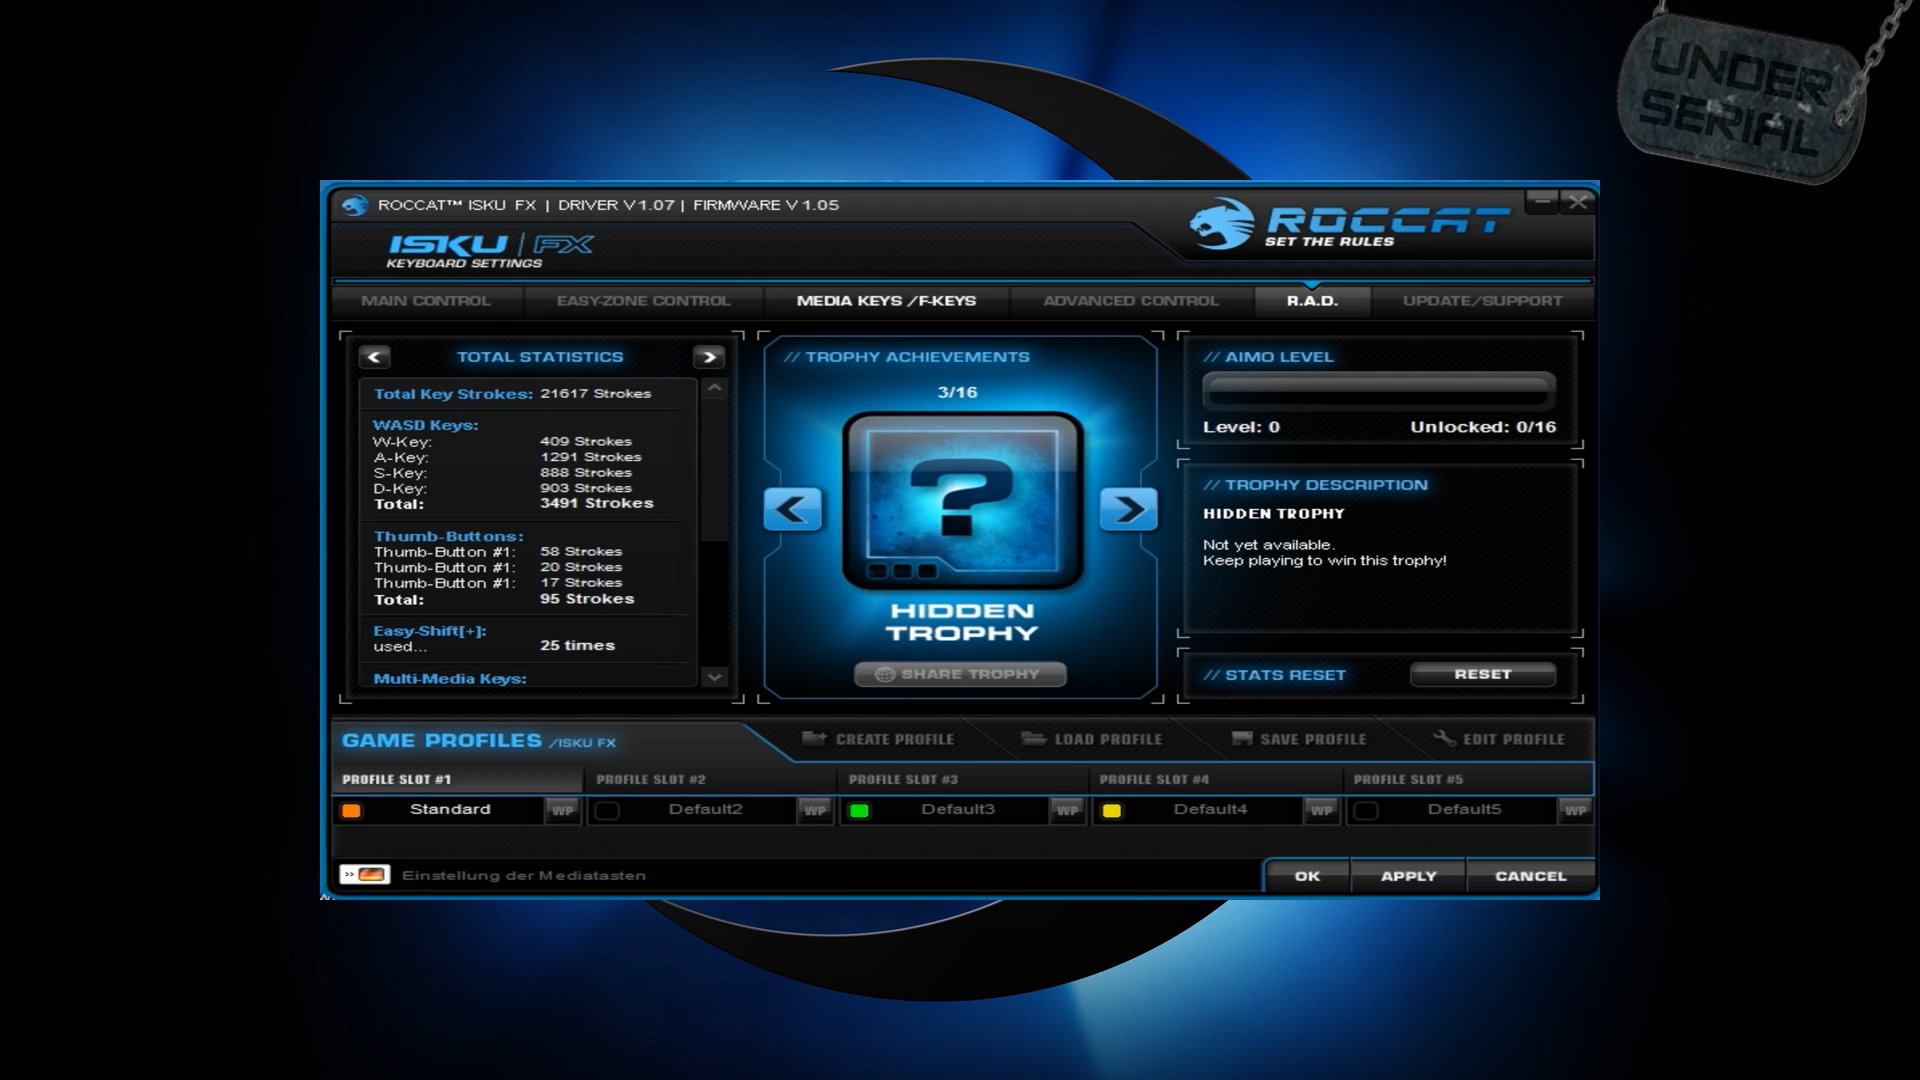 UNDER
SERIAL
ROCCAT™ ISKU FX | DRIVER V1.07 | FIRMWARE V 1.05
ROCCAT
SET THE RULES
ISKU | FX
KEYBOARD SETTINGS
MAIN CONTROL
EASY-ZONE CONTROL
MEDIA KEYS /F-KEYS
ADVANCED CONTROL
R.A.D.
UPDATE/SUPPORT
TOTAL STATISTICS
Total Key Strokes: 21617 Strokes
WASD Keys:
W-Key: 409 Strokes
A-Key: 1291 Strokes
S-Key: 888 Strokes
D-Key: 903 Strokes
Total: 3491 Strokes
Thumb-Buttons:
Thumb-Button #1: 58 Strokes
Thumb-Button #1: 20 Strokes
Thumb-Button #1: 17 Strokes
Total: 95 Strokes
Easy-Shift[+]:
used... 25 times
Multi-Media Keys:
// TROPHY ACHIEVEMENTS
3/16
?
HIDDEN
TROPHY
SHARE TROPHY
// AIMO LEVEL
Level: 0 Unlocked: 0/16
// TROPHY DESCRIPTION
HIDDEN TROPHY
Not yet available.
Keep playing to win this trophy!
// STATS RESET
RESET
GAME PROFILES /ISKU FX
CREATE PROFILE
LOAD PROFILE
SAVE PROFILE
EDIT PROFILE
PROFILE SLOT #1
PROFILE SLOT #2
PROFILE SLOT #3
PROFILE SLOT #4
PROFILE SLOT #5
Standard WP
Default2 WP
Default3 WP
Default4 WP
Default5 WP
Einstellung der Mediatasten
OK
APPLY
CANCEL